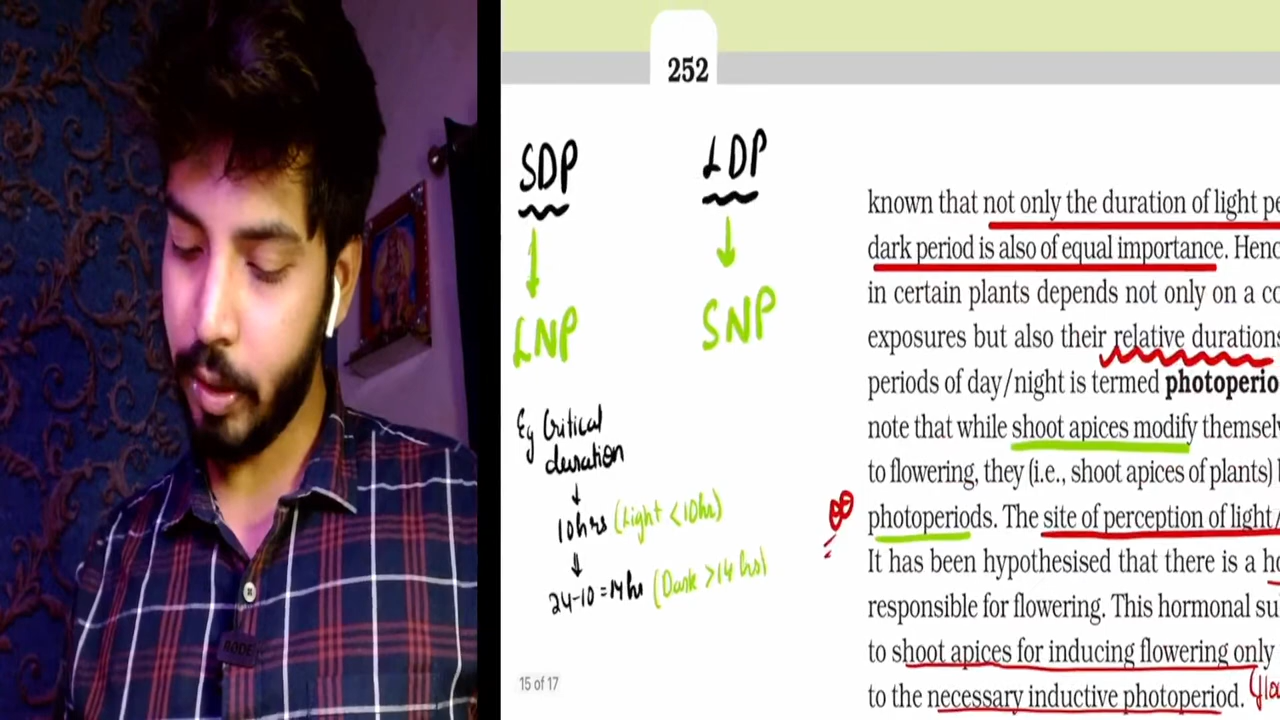 252
SDP
LDP
LNP
SNP
Eg Critical
duration
10hrs (Light < 10hr)
24-10 = 14hr (Dark > 14 hrs)
15 of 17
known that not only the duration of light pe
dark period is also of equal importance. Henc
in certain plants depends not only on a co
exposures but also their relative durations
periods of day/night is termed photoperio
note that while shoot apices modify themsel
to flowering, they (i.e., shoot apices of plants)
photoperiods. The site of perception of light/
It has been hypothesised that there is a ho
responsible for flowering. This hormonal su
to shoot apices for inducing flowering only
to the necessary inductive photoperiod.
RODE